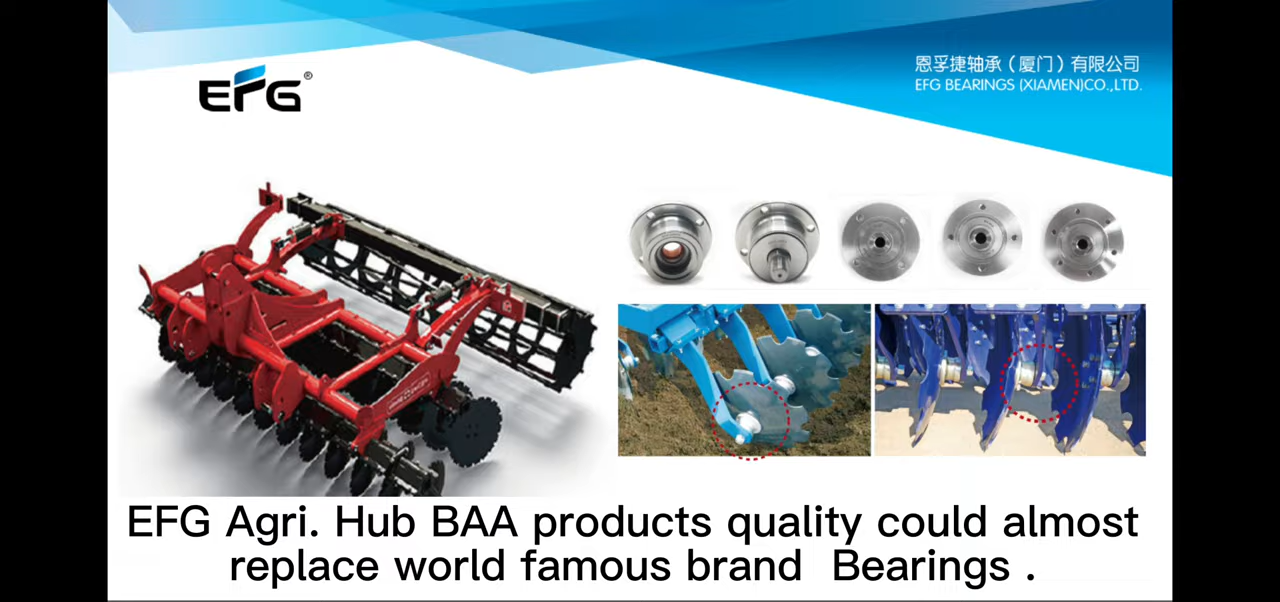 EFG®
恩孚捷轴承（厦门）有限公司
EFG BEARINGS (XIAMEN)CO.,LTD.
EFG Agri. Hub BAA products quality could almost
replace world famous brand  Bearings .